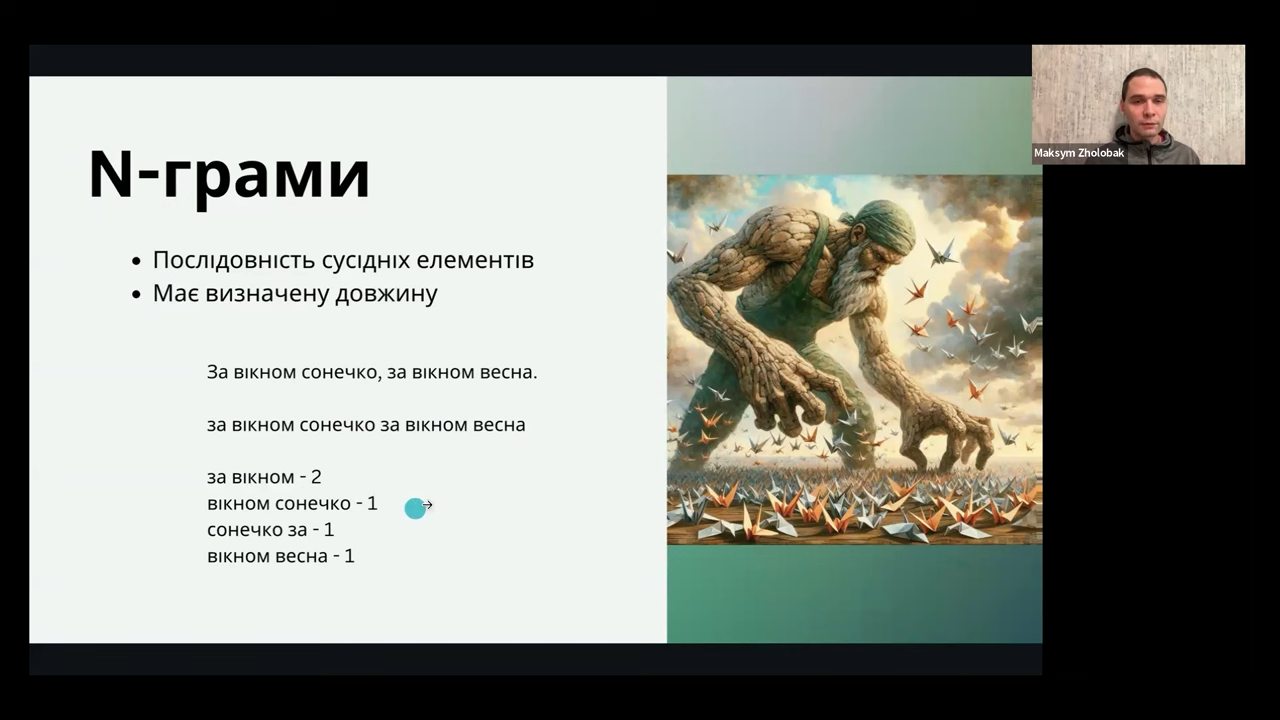 N-грами
Послідовність сусідніх елементів
Має визначену довжину
За вікном сонечко, за вікном весна.
за вікном сонечко за вікном весна
за вікном - 2
вікном сонечко - 1
сонечко за - 1
вікном весна - 1
Maksym Zholobak